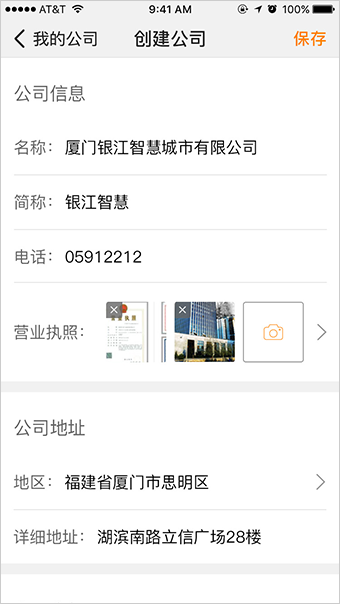 AT&T 9:41 AM 100%
我的公司 创建公司 保存
公司信息
名称： 厦门银江智慧城市有限公司
简称： 银江智慧
电话： 05912212
营业执照：
营业执照
公司地址
地区： 福建省厦门市思明区
详细地址： 湖滨南路立信广场28楼